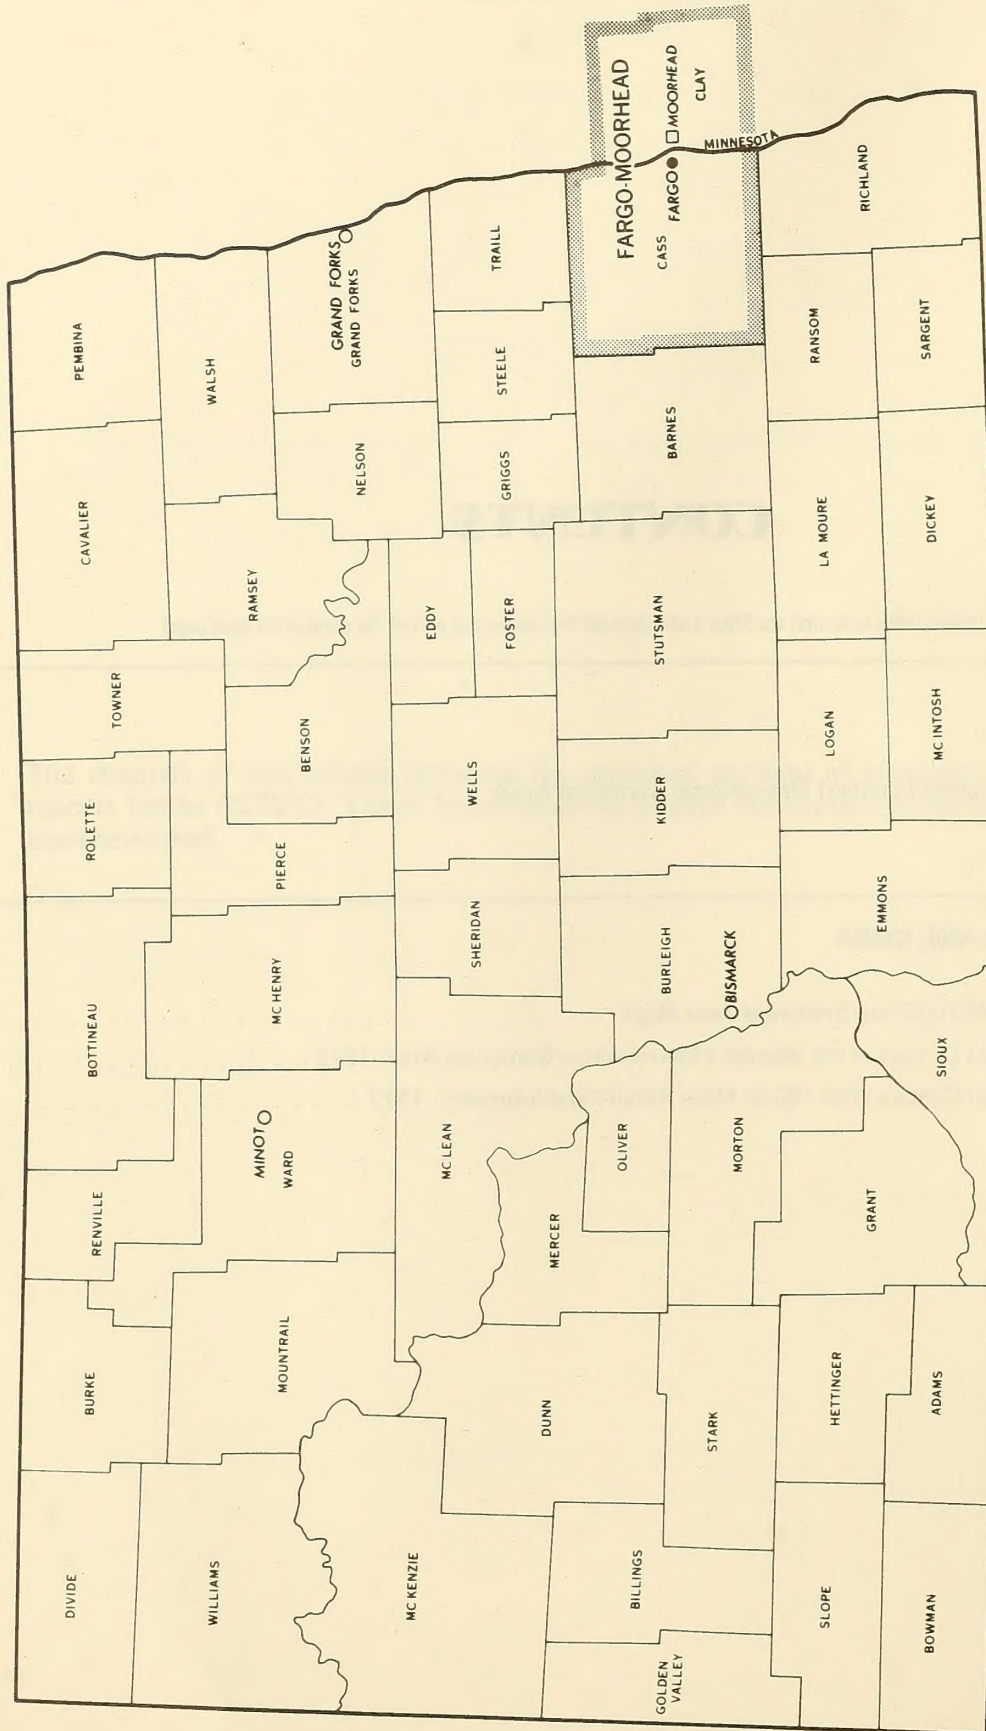 DIVIDE
BURKE
RENVILLE
BOTTINEAU
ROLETTE
TOWNER
CAVALIER
PEMBINA
WILLIAMS
MOUNTRAIL
MINOT
WARD
MC HENRY
PIERCE
BENSON
RAMSEY
WALSH
NELSON
GRAND FORKS
GRAND FORKS
MC KENZIE
MC LEAN
SHERIDAN
WELLS
EDDY
FOSTER
GRIGGS
STEELE
TRAILL
DUNN
MERCER
OLIVER
BURLEIGH
BISMARCK
KIDDER
STUTSMAN
BARNES
FARGO-MOORHEAD
CASS
FARGO
MOORHEAD
CLAY
MINNESOTA
GOLDEN
VALLEY
BILLINGS
STARK
MORTON
SLOPE
HETTINGER
GRANT
SIOUX
EMMONS
LOGAN
LA MOURE
RANSOM
RICHLAND
BOWMAN
ADAMS
MC INTOSH
DICKEY
SARGENT